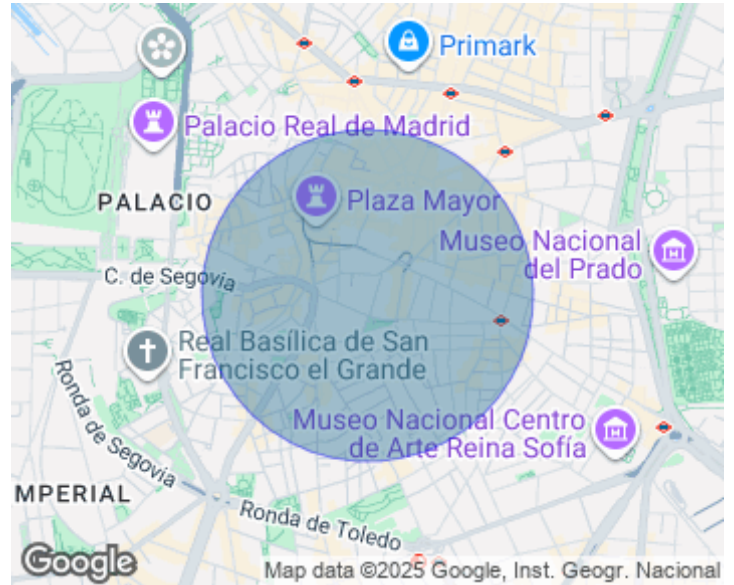 Primark
Palacio Real de Madrid
PALACIO
Plaza Mayor
Museo Nacional
del Prado
C. de Segovia
Real Basílica de San
Francisco el Grande
Ronda de Segovia
Museo Nacional Centro
de Arte Reina Sofía
MPERIAL
Ronda de Toledo
Google
Map data ©2025 Google, Inst. Geogr. Nacional